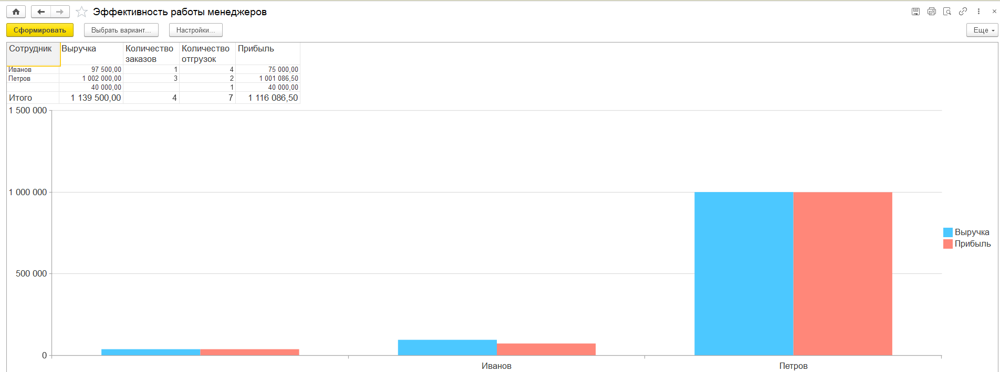 Эффективность работы менеджеров
Сформировать
Выбрать вариант...
Настройки...
Еще
Сотрудник Выручка Количество заказов Количество отгрузок Прибыль
Иванов 97 500,00 1 4 75 000,00
Петров 1 002 000,00 3 2 1 001 086,50
40 000,00 1 40 000,00
Итого 1 139 500,00 4 7 1 116 086,50
1 500 000
1 000 000
500 000
0
Иванов
Петров
Выручка
Прибыль